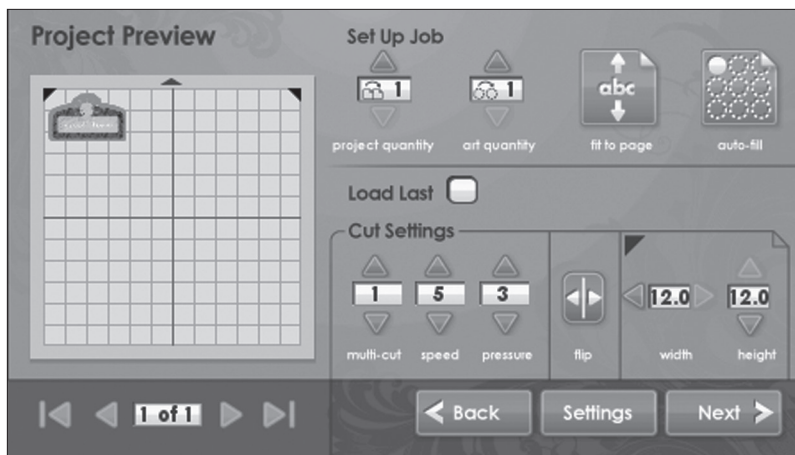 Project Preview
Set Up Job
1
1
project quantity
art quantity
abc
fit to page
auto-fill
Load Last
Cut Settings
1
5
3
12.0
12.0
multi-cut
speed
pressure
flip
width
height
1 of 1
Back
Settings
Next